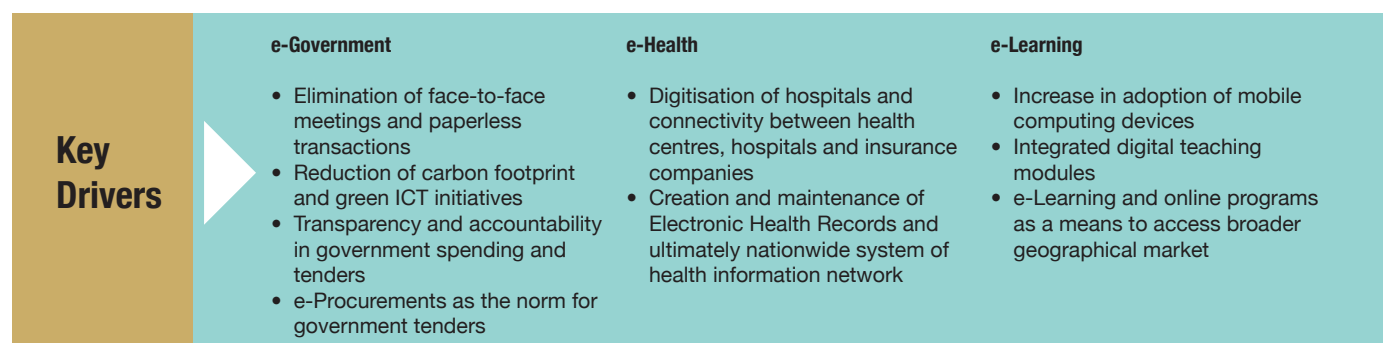 Key
Drivers
e-Government
• Elimination of face-to-face
meetings and paperless
transactions
• Reduction of carbon footprint
and green ICT initiatives
• Transparency and accountability
in government spending and
tenders
• e-Procurements as the norm for
government tenders
e-Health
• Digitisation of hospitals and
connectivity between health
centres, hospitals and insurance
companies
• Creation and maintenance of
Electronic Health Records and
ultimately nationwide system of
health information network
e-Learning
• Increase in adoption of mobile
computing devices
• Integrated digital teaching
modules
• e-Learning and online programs
as a means to access broader
geographical market